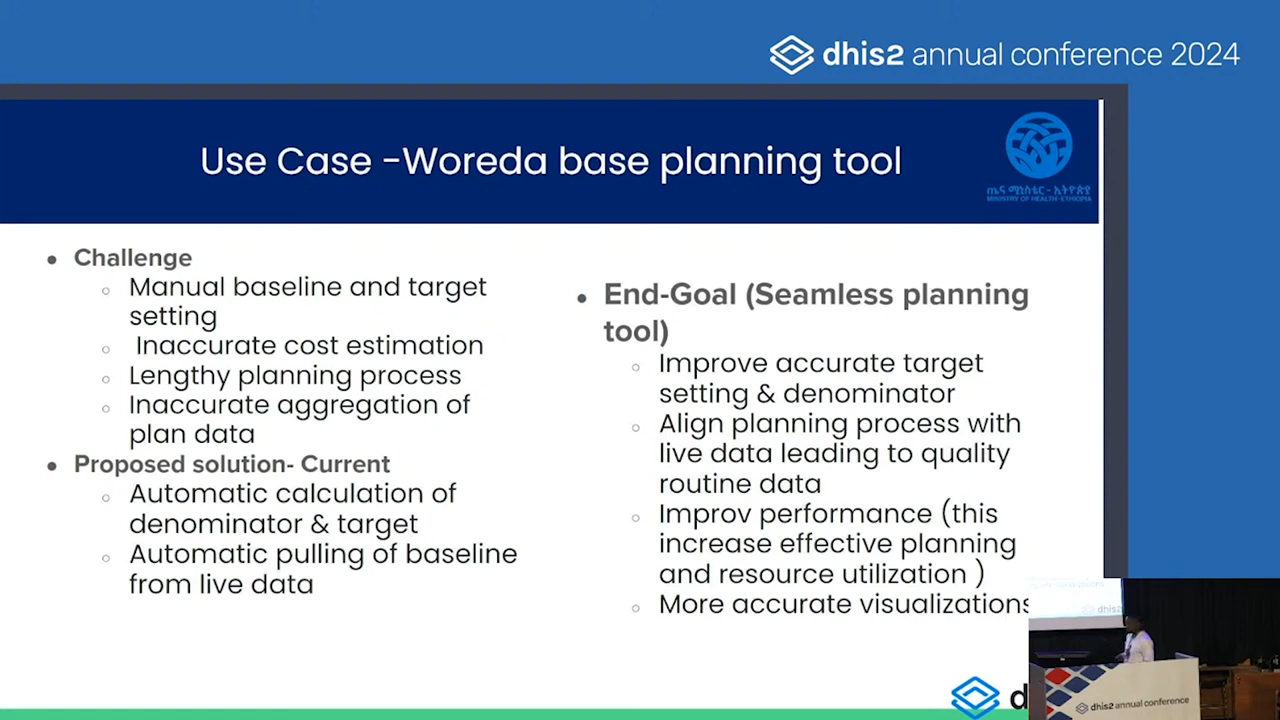 dhis2 annual conference 2024
Use Case -Woreda base planning tool
ጤና ሚኒስቴር - ኢትዮጵያ
MINISTRY OF HEALTH-ETHIOPIA
Challenge
Manual baseline and target
setting
Inaccurate cost estimation
Lengthy planning process
Inaccurate aggregation of
plan data
Proposed solution- Current
Automatic calculation of
denominator & target
Automatic pulling of baseline
from live data
End-Goal (Seamless planning
tool)
Improve accurate target
setting & denominator
Align planning process with
live data leading to quality
routine data
Improv performance (this
increase effective planning
and resource utilization )
More accurate visualizations
d
dhis2
dhis2 annual conference